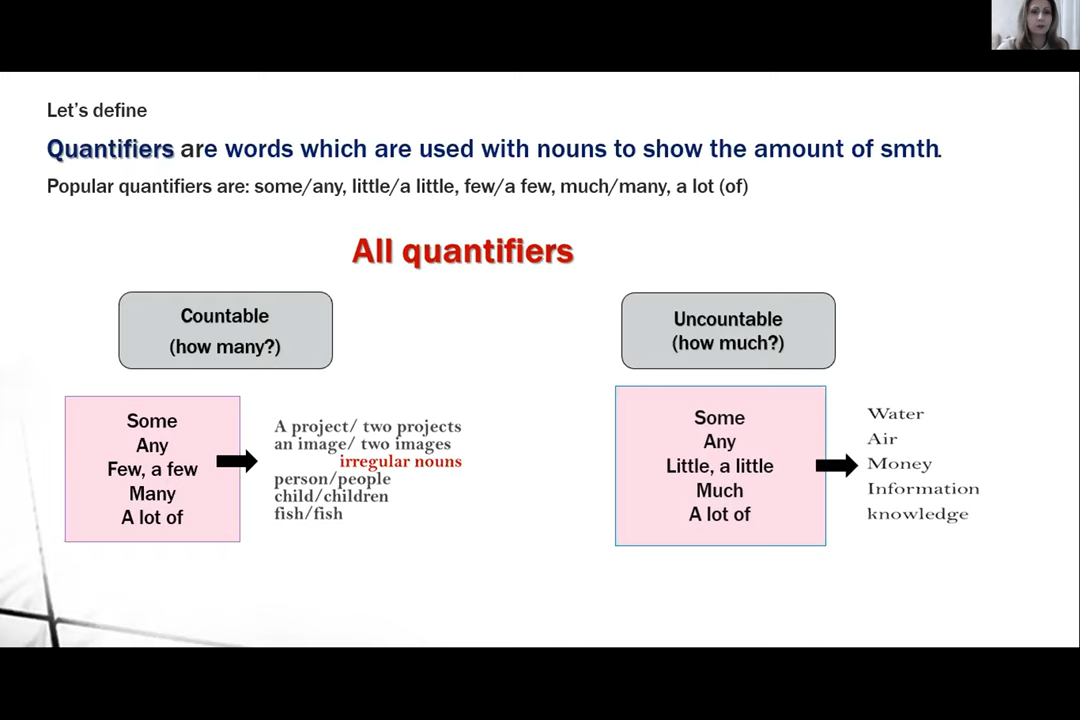 Let's define
Quantifiers are words which are used with nouns to show the amount of smth.
Popular quantifiers are: some/any, little/a little, few/a few, much/many, a lot (of)
All quantifiers
Countable
(how many?)
Some
Any
Few, a few
Many
A lot of
A project/ two projects
an image/ two images
irregular nouns
person/people
child/children
fish/fish
Uncountable
(how much?)
Some
Any
Little, a little
Much
A lot of
Water
Air
Money
Information
knowledge